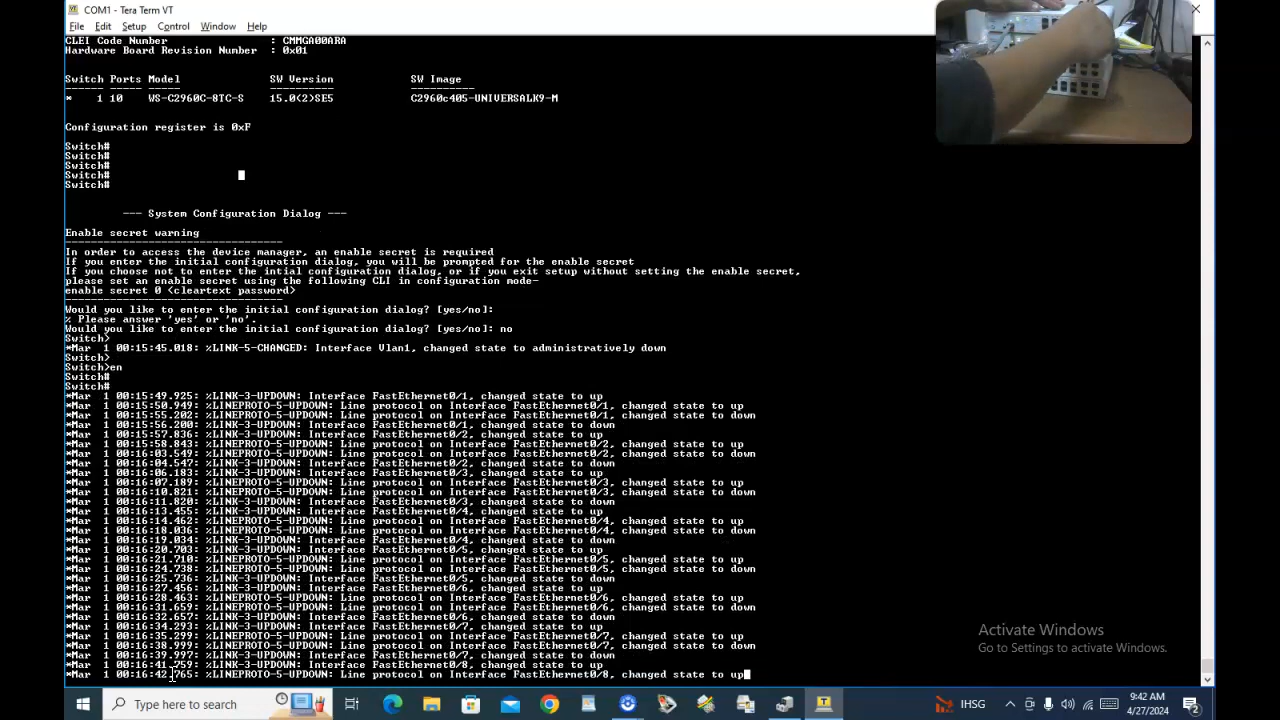 COM1 - Tera Term VT
File Edit Setup Control Window Help
CLEI Code Number : CMMGA00ARA
Hardware Board Revision Number : 0x01
Switch Ports Model SW Version SW Image
------ ----- ----- ---------- ----------
* 1 10 WS-C2960C-8TC-S 15.0(2)SE5 C2960c405-UNIVERSALK9-M
Configuration register is 0xF
Switch#
Switch#
Switch#
Switch#
Switch#
--- System Configuration Dialog ---
Enable secret warning
----------------------------------
In order to access the device manager, an enable secret is required
If you enter the initial configuration dialog, you will be prompted for the enable secret
If you choose not to enter the intial configuration dialog, or if you exit setup without setting the enable secret,
please set an enable secret using the following CLI in configuration mode-
enable secret 0 <cleartext password>
----------------------------------
Would you like to enter the initial configuration dialog? [yes/no]:
% Please answer 'yes' or 'no'.
Would you like to enter the initial configuration dialog? [yes/no]: no
Switch>
*Mar 1 00:15:45.018: %LINK-5-CHANGED: Interface Vlan1, changed state to administratively down
Switch>
Switch>en
Switch#
Switch#
*Mar 1 00:15:49.925: %LINK-3-UPDOWN: Interface FastEthernet0/1, changed state to up
*Mar 1 00:15:50.949: %LINEPROTO-5-UPDOWN: Line protocol on Interface FastEthernet0/1, changed state to up
*Mar 1 00:15:55.202: %LINEPROTO-5-UPDOWN: Line protocol on Interface FastEthernet0/1, changed state to down
*Mar 1 00:15:56.200: %LINK-3-UPDOWN: Interface FastEthernet0/1, changed state to down
*Mar 1 00:15:57.836: %LINK-3-UPDOWN: Interface FastEthernet0/2, changed state to up
*Mar 1 00:15:58.843: %LINEPROTO-5-UPDOWN: Line protocol on Interface FastEthernet0/2, changed state to up
*Mar 1 00:16:03.549: %LINEPROTO-5-UPDOWN: Line protocol on Interface FastEthernet0/2, changed state to down
*Mar 1 00:16:04.547: %LINK-3-UPDOWN: Interface FastEthernet0/2, changed state to down
*Mar 1 00:16:06.183: %LINK-3-UPDOWN: Interface FastEthernet0/3, changed state to up
*Mar 1 00:16:07.189: %LINEPROTO-5-UPDOWN: Line protocol on Interface FastEthernet0/3, changed state to up
*Mar 1 00:16:10.821: %LINEPROTO-5-UPDOWN: Line protocol on Interface FastEthernet0/3, changed state to down
*Mar 1 00:16:11.820: %LINK-3-UPDOWN: Interface FastEthernet0/3, changed state to down
*Mar 1 00:16:13.455: %LINK-3-UPDOWN: Interface FastEthernet0/4, changed state to up
*Mar 1 00:16:14.462: %LINEPROTO-5-UPDOWN: Line protocol on Interface FastEthernet0/4, changed state to up
*Mar 1 00:16:18.036: %LINEPROTO-5-UPDOWN: Line protocol on Interface FastEthernet0/4, changed state to down
*Mar 1 00:16:19.034: %LINK-3-UPDOWN: Interface FastEthernet0/4, changed state to down
*Mar 1 00:16:20.703: %LINK-3-UPDOWN: Interface FastEthernet0/5, changed state to up
*Mar 1 00:16:21.710: %LINEPROTO-5-UPDOWN: Line protocol on Interface FastEthernet0/5, changed state to up
*Mar 1 00:16:24.738: %LINEPROTO-5-UPDOWN: Line protocol on Interface FastEthernet0/5, changed state to down
*Mar 1 00:16:25.736: %LINK-3-UPDOWN: Interface FastEthernet0/5, changed state to down
*Mar 1 00:16:27.456: %LINK-3-UPDOWN: Interface FastEthernet0/6, changed state to up
*Mar 1 00:16:28.463: %LINEPROTO-5-UPDOWN: Line protocol on Interface FastEthernet0/6, changed state to up
*Mar 1 00:16:31.659: %LINEPROTO-5-UPDOWN: Line protocol on Interface FastEthernet0/6, changed state to down
*Mar 1 00:16:32.657: %LINK-3-UPDOWN: Interface FastEthernet0/6, changed state to down
*Mar 1 00:16:34.293: %LINK-3-UPDOWN: Interface FastEthernet0/7, changed state to up
*Mar 1 00:16:35.299: %LINEPROTO-5-UPDOWN: Line protocol on Interface FastEthernet0/7, changed state to up
*Mar 1 00:16:38.999: %LINEPROTO-5-UPDOWN: Line protocol on Interface FastEthernet0/7, changed state to down
*Mar 1 00:16:39.997: %LINK-3-UPDOWN: Interface FastEthernet0/7, changed state to down
*Mar 1 00:16:41.759: %LINK-3-UPDOWN: Interface FastEthernet0/8, changed state to up
*Mar 1 00:16:42.765: %LINEPROTO-5-UPDOWN: Line protocol on Interface FastEthernet0/8, changed state to up
Activate Windows
Go to Settings to activate Windows.
Type here to search
IHSG
9:42 AM
4/27/2024
2